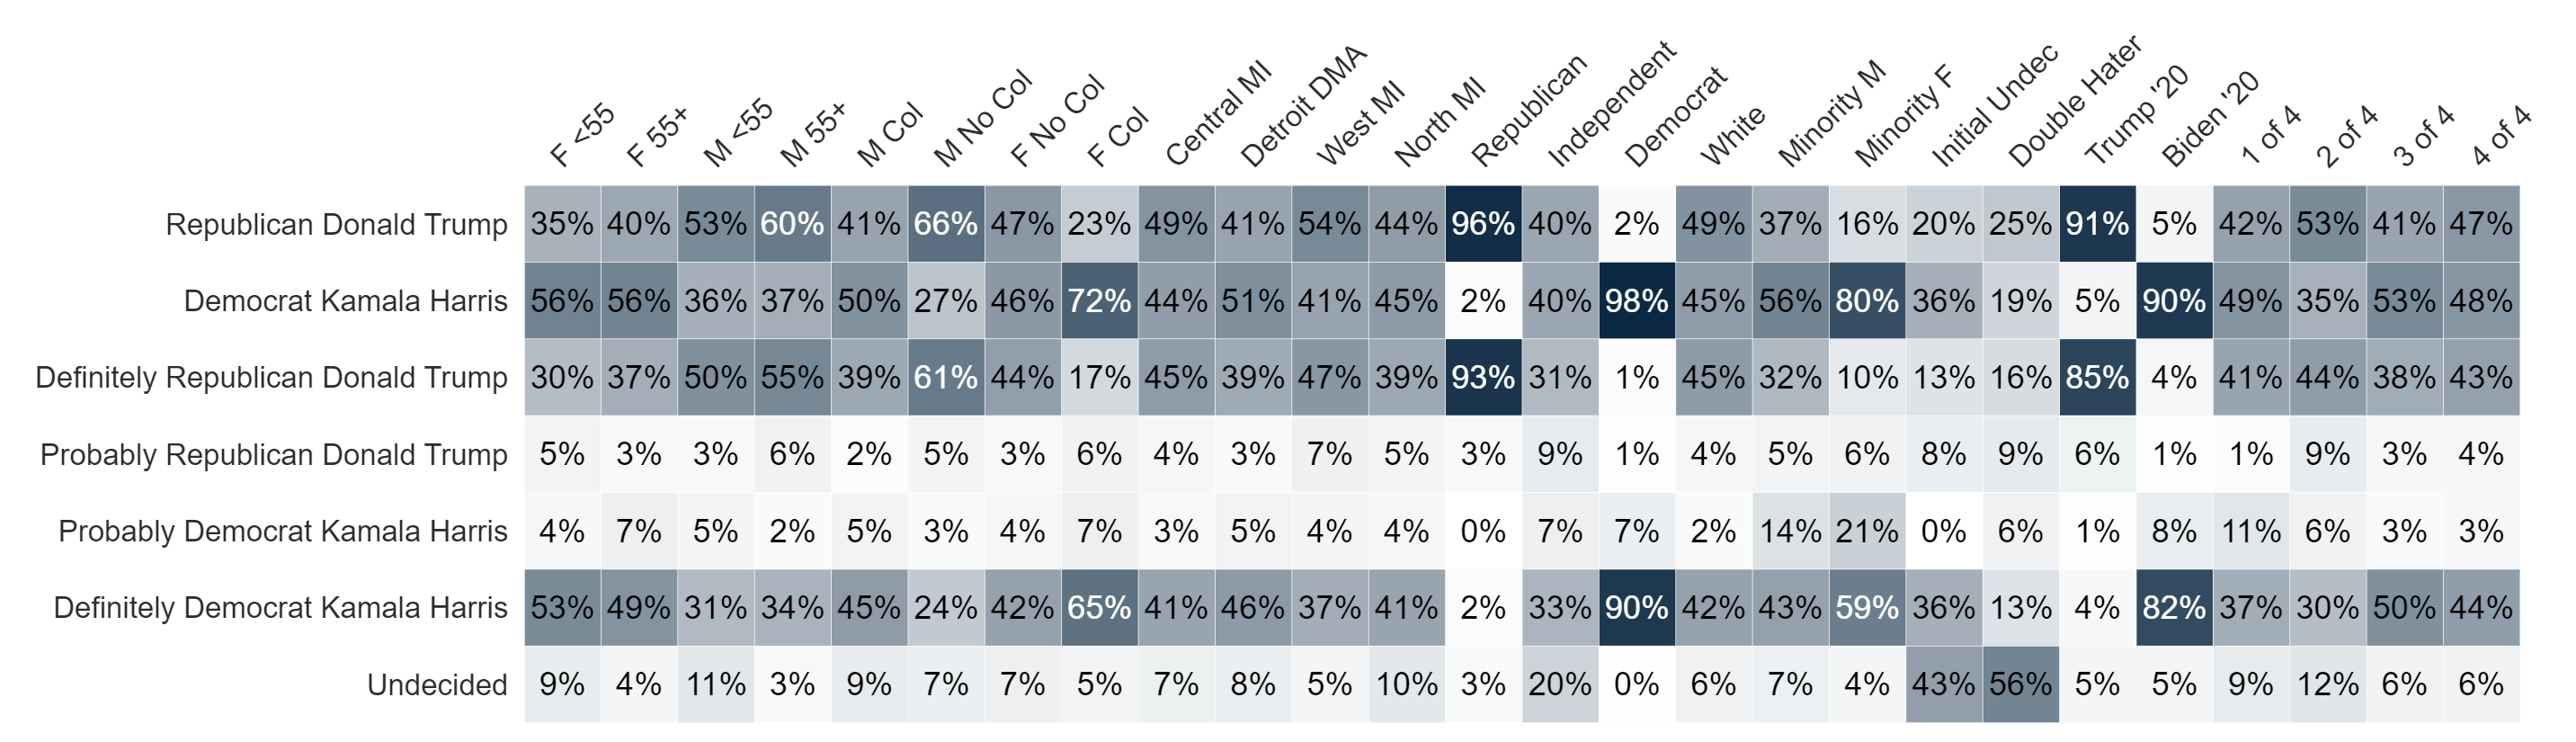 F <55 F 55+ M <55 M 55+ M Col M No Col F No Col F Col Central MI Detroit DMA West MI North MI Republican Independent Democrat White Minority M Minority F Initial Undec Double Hater Trump '20 Biden '20 1 of 4 2 of 4 3 of 4 4 of 4
Republican Donald Trump 35% 40% 53% 60% 41% 66% 47% 23% 49% 41% 54% 44% 96% 40% 2% 49% 37% 16% 20% 25% 91% 5% 42% 53% 41% 47%
Democrat Kamala Harris 56% 56% 36% 37% 50% 27% 46% 72% 44% 51% 41% 45% 2% 40% 98% 45% 56% 80% 36% 19% 5% 90% 49% 35% 53% 48%
Definitely Republican Donald Trump 30% 37% 50% 55% 39% 61% 44% 17% 45% 39% 47% 39% 93% 31% 1% 45% 32% 10% 13% 16% 85% 4% 41% 44% 38% 43%
Probably Republican Donald Trump 5% 3% 3% 6% 2% 5% 3% 6% 4% 3% 7% 5% 3% 9% 1% 4% 5% 6% 8% 9% 6% 1% 1% 9% 3% 4%
Probably Democrat Kamala Harris 4% 7% 5% 2% 5% 3% 4% 7% 3% 5% 4% 4% 0% 7% 7% 2% 14% 21% 0% 6% 1% 8% 11% 6% 3% 3%
Definitely Democrat Kamala Harris 53% 49% 31% 34% 45% 24% 42% 65% 41% 46% 37% 41% 2% 33% 90% 42% 43% 59% 36% 13% 4% 82% 37% 30% 50% 44%
Undecided 9% 4% 11% 3% 9% 7% 7% 5% 7% 8% 5% 10% 3% 20% 0% 6% 7% 4% 43% 56% 5% 5% 9% 12% 6% 6%